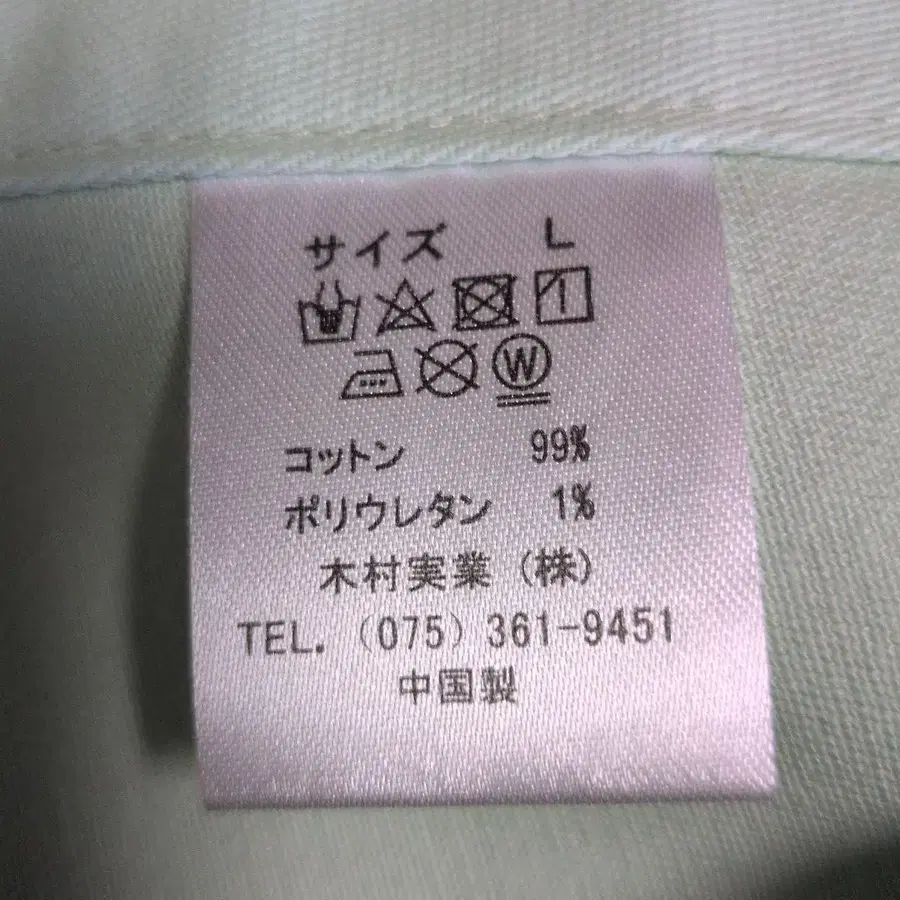 サイズ L
W
コットン 99%
ポリウレタン 1%
木村実業(株)
TEL.(075)361-9451
中国製